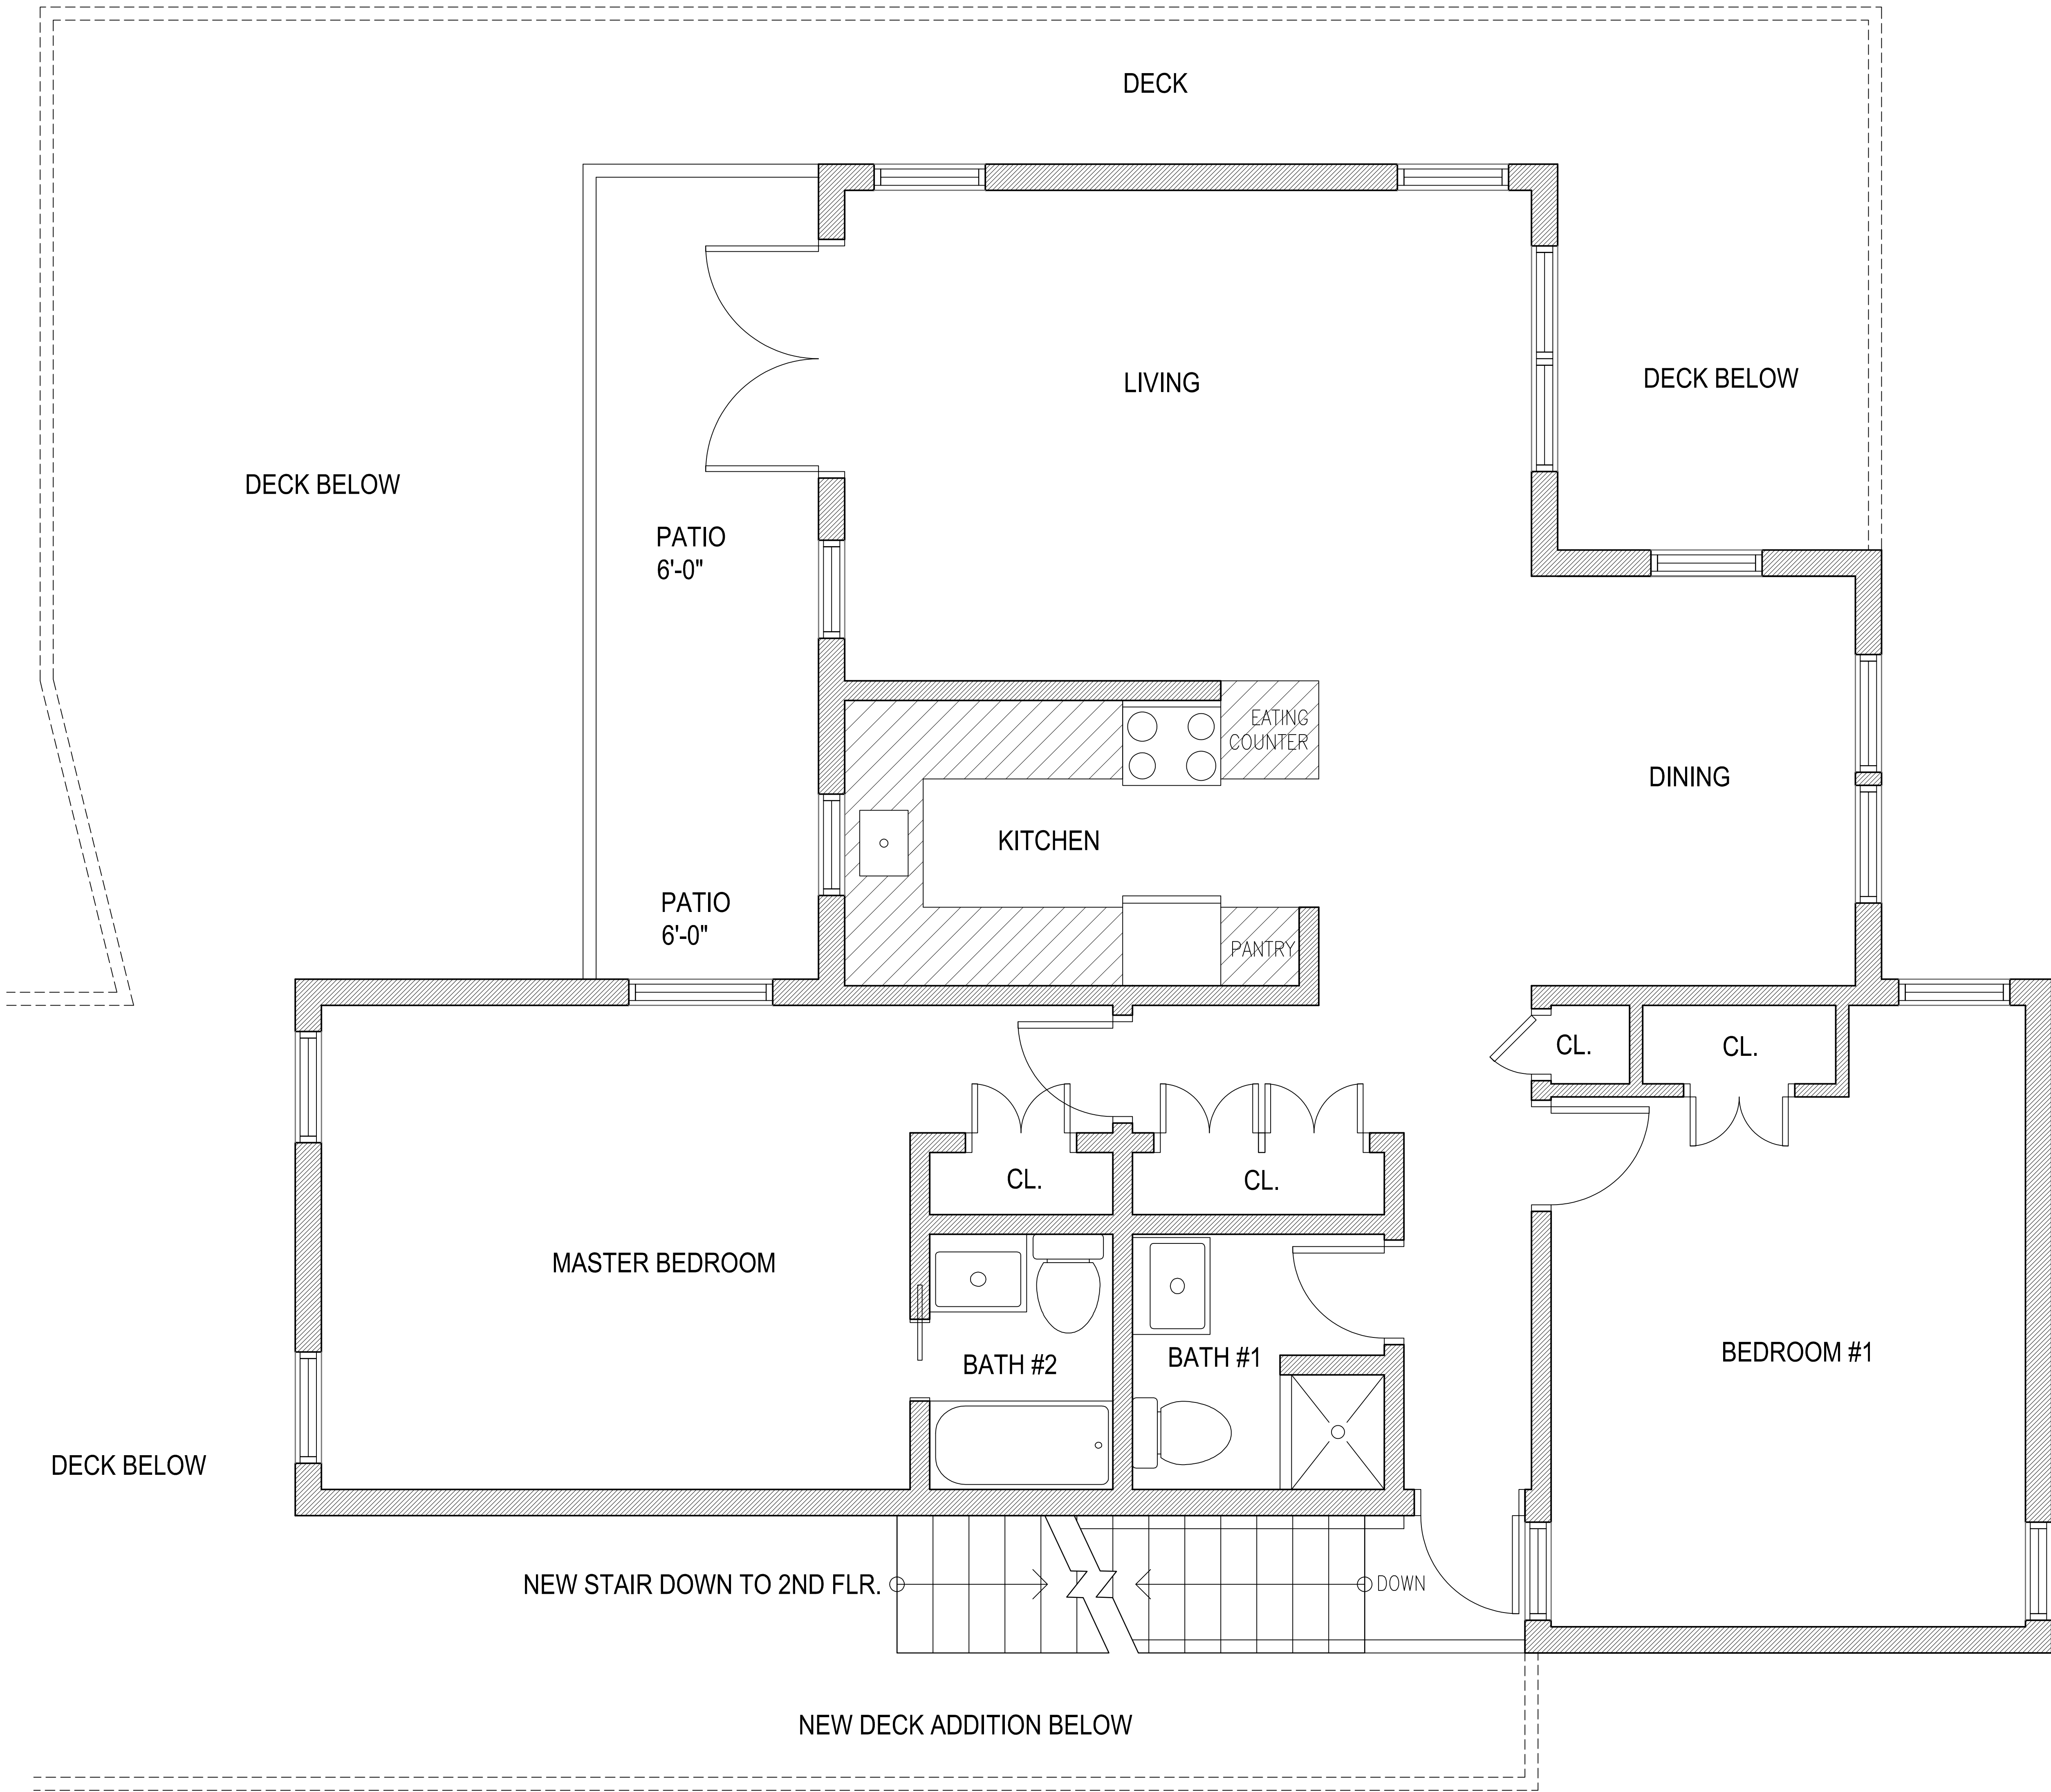 DECK
LIVING
DECK BELOW
DECK BELOW
PATIO
6'-0"
EATING
COUNTER
DINING
KITCHEN
PATIO
6'-0"
PANTRY
CL.
CL.
CL.
CL.
MASTER BEDROOM
BATH #2
BATH #1
BEDROOM #1
DECK BELOW
NEW STAIR DOWN TO 2ND FLR.
DOWN
NEW DECK ADDITION BELOW